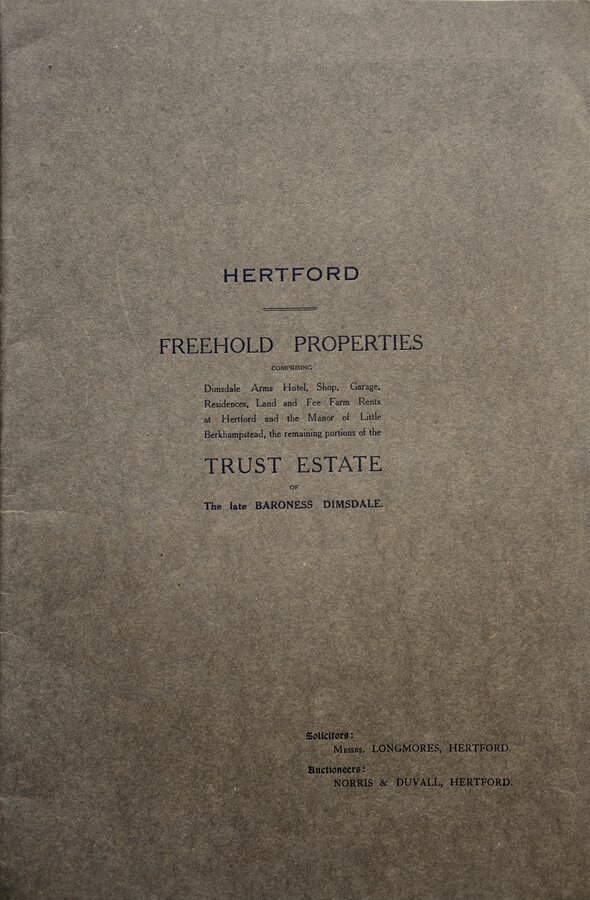 HERTFORD
FREEHOLD PROPERTIES
COMPRISING
Dimsdale Arms Hotel, Shop, Garage,
Residences, Land and Fee Farm Rents
at Hertford and the Manor of Little
Berkhampstead, the remaining portions of the
TRUST ESTATE
OF
The late BARONESS DIMSDALE.
Solicitors:
MESSRS. LONGMORES, HERTFORD.
Auctioneers:
NORRIS & DUVALL, HERTFORD.